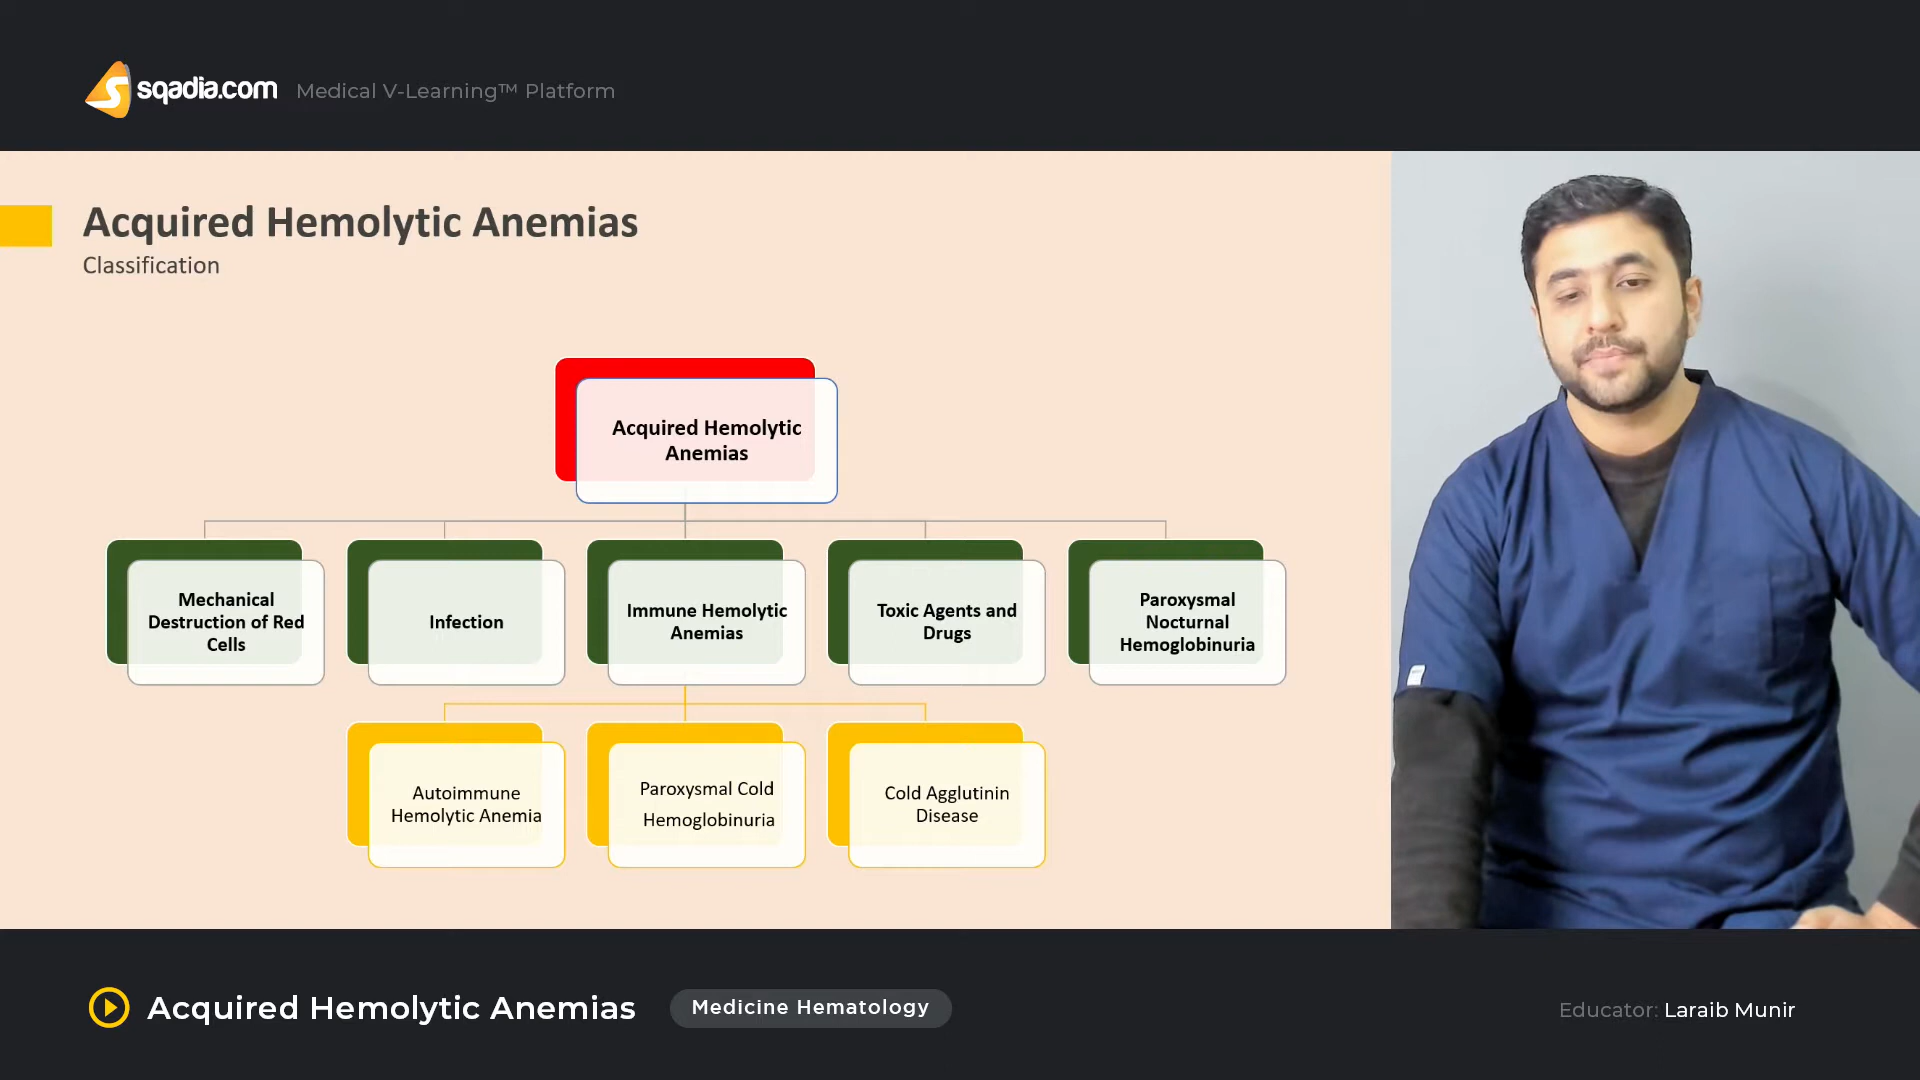 sqadia.com Medical V-Learning™ Platform
Acquired Hemolytic Anemias
Classification
Acquired Hemolytic
Anemias
Mechanical
Destruction of Red
Cells
Infection
Immune Hemolytic
Anemias
Toxic Agents and
Drugs
Paroxysmal
Nocturnal
Hemoglobinuria
Autoimmune
Hemolytic Anemia
Paroxysmal Cold
Hemoglobinuria
Cold Agglutinin
Disease
Acquired Hemolytic Anemias
Medicine Hematology
Educator: Laraib Munir